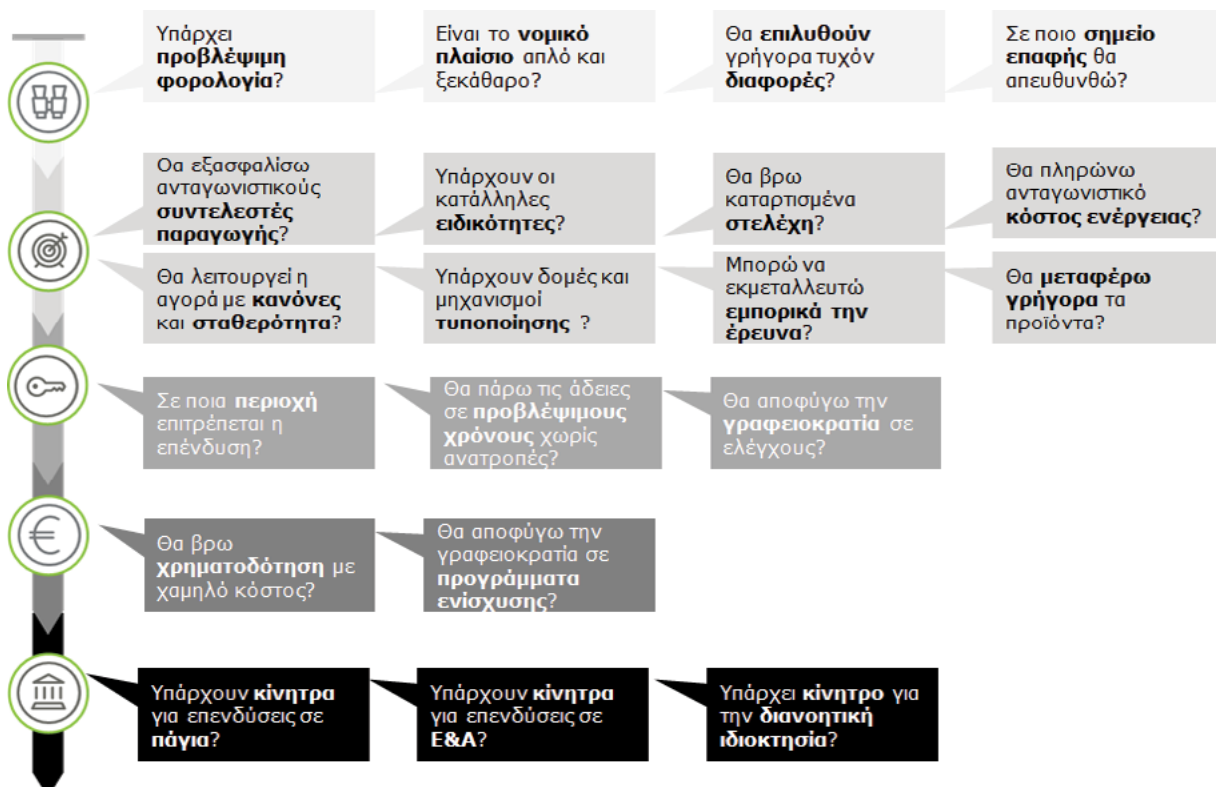 Υπάρχει
προβλέψιμη
φορολογία?
Είναι το νομικό
πλαίσιο απλό και
ξεκάθαρο?
Θα επιλυθούν
γρήγορα τυχόν
διαφορές?
Σε ποιο σημείο
επαφής θα
απευθυνθώ?
Θα εξασφαλίσω
ανταγωνιστικούς
συντελεστές
παραγωγής?
Υπάρχουν οι
κατάλληλες
ειδικότητες?
Θα βρω
καταρτισμένα
στελέχη?
Θα πληρώνω
ανταγωνιστικό
κόστος ενέργειας?
Θα λειτουργεί η
αγορά με κανόνες
και σταθερότητα?
Υπάρχουν δομές και
μηχανισμοί
τυποποίησης ?
Μπορώ να
εκμεταλλευτώ
εμπορικά την
έρευνα?
Θα μεταφέρω
γρήγορα τα
προϊόντα?
Σε ποια περιοχή
επιτρέπεται η
επένδυση?
Θα πάρω τις άδειες
σε προβλέψιμους
χρόνους χωρίς
ανατροπές?
Θα αποφύγω την
γραφειοκρατία σε
ελέγχους?
€
Θα βρω
χρηματοδότηση με
χαμηλό κόστος?
Θα αποφύγω την
γραφειοκρατία σε
προγράμματα
ενίσχυσης?
Υπάρχουν κίνητρα
για επενδύσεις σε
πάγια?
Υπάρχουν κίνητρα
για επενδύσεις σε
Ε&Α?
Υπάρχει κίνητρο για
την διανοητική
ιδιοκτησία?